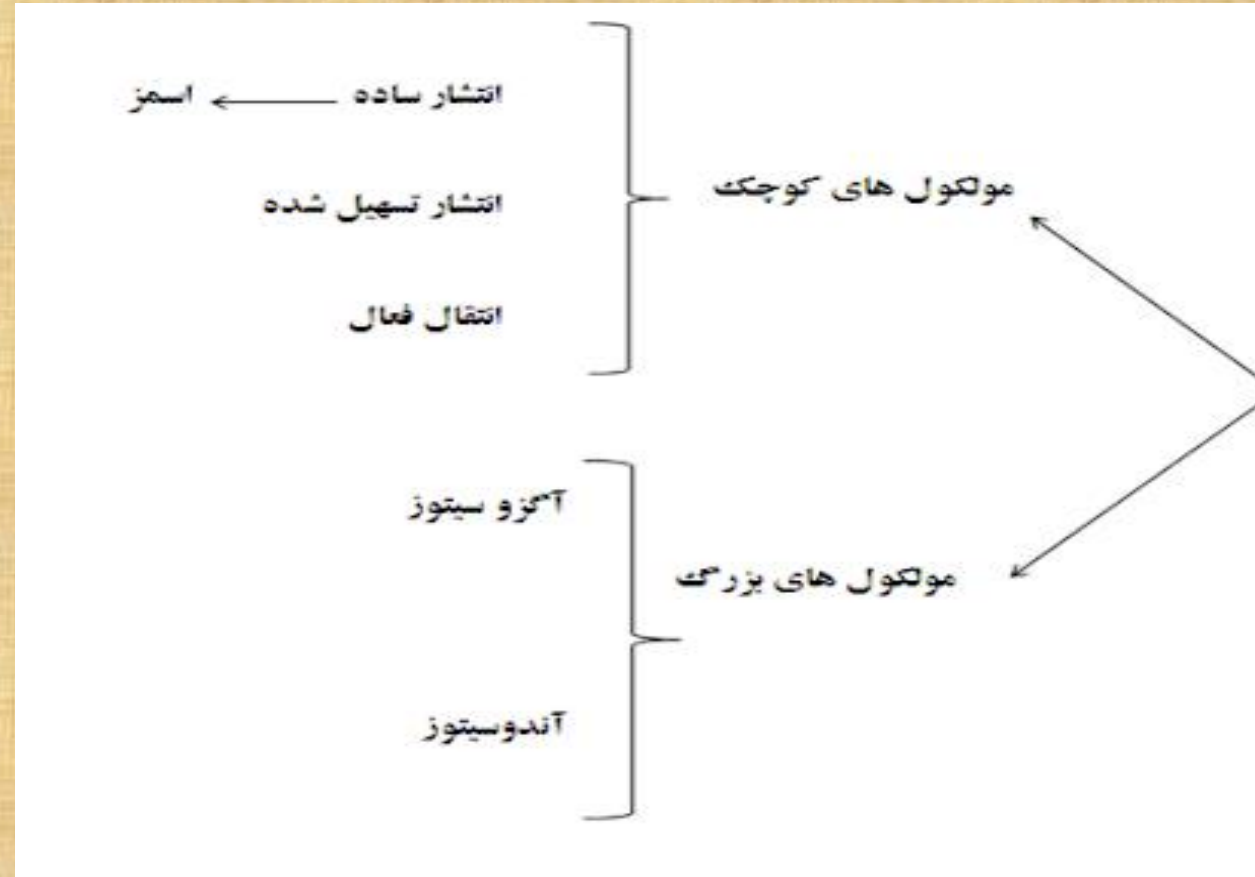 انتشار ساده اسمز
مولکول های کوچک
انتشار تسهیل شده
انتقال فعال
آگزو سیتوز
مولکول های بزرگ
آندوسیتوز